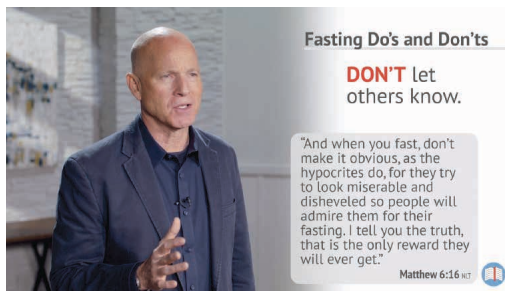 Fasting Do's and Don'ts
DON'T let
others know.
“And when you fast, don't
make it obvious, as the
hypocrites do, for they try
to look miserable and
disheveled so people will
admire them for their
fasting. I tell you the truth,
that is the only reward they
will ever get.”
Matthew 6:16 NLT